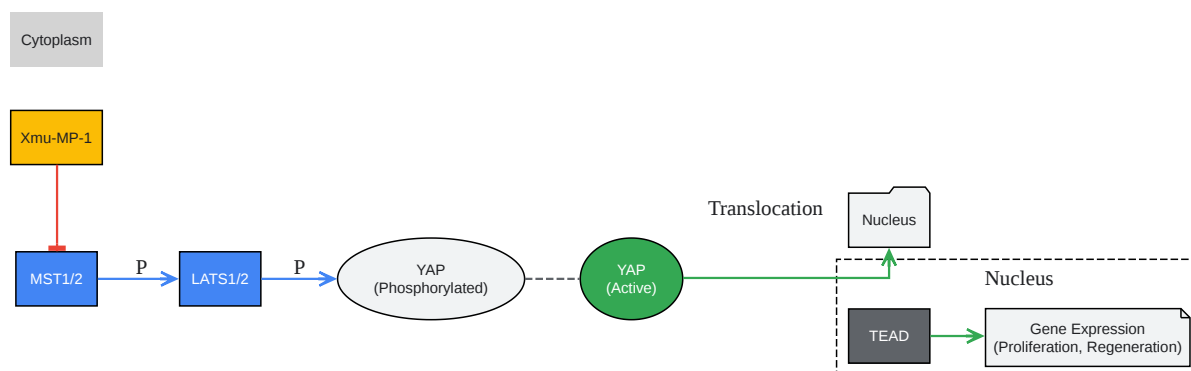 Cytoplasm
Xmu-MP-1
MST1/2
P
LATS1/2
P
YAP
(Phosphorylated)
YAP
(Active)
Translocation
Nucleus
Nucleus
TEAD
Gene Expression
(Proliferation, Regeneration)